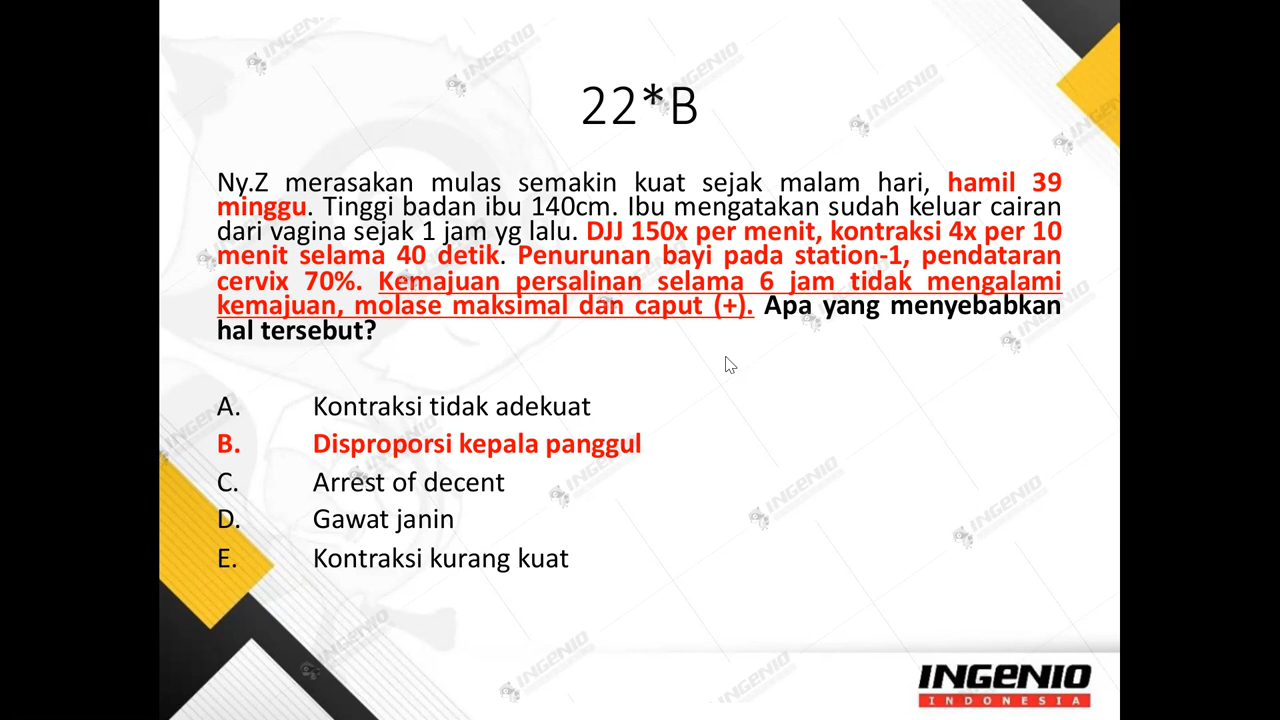 22*B
Ny.Z merasakan mulas semakin kuat sejak malam hari, hamil 39
minggu. Tinggi badan ibu 140cm. Ibu mengatakan sudah keluar cairan
dari vagina sejak 1 jam yg lalu. DJJ 150x per menit, kontraksi 4x per 10
menit selama 40 detik. Penurunan bayi pada station-1, pendataran
cervix 70%. Kemajuan persalinan selama 6 jam tidak mengalami
kemajuan, molase maksimal dan caput (+). Apa yang menyebabkan
hal tersebut?
A. Kontraksi tidak adekuat
B. Disproporsi kepala panggul
C. Arrest of decent
D. Gawat janin
E. Kontraksi kurang kuat
INGENIO
INDONESIA